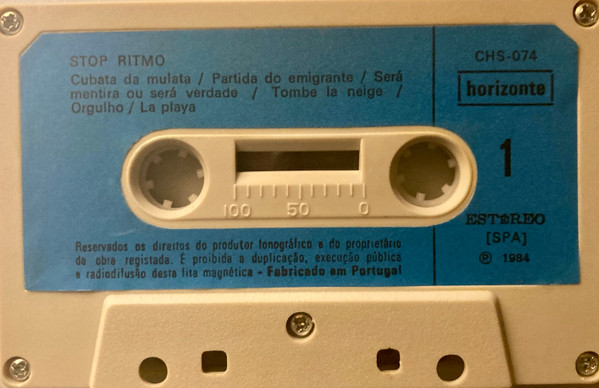 STOP RITMO
Cubata da mulata / Partida do emigrante / Será
mentira ou será verdade / Tombe la neige /
Orgulho / La playa
CHS-074
horizonte
1
100 50 0
ESTÉREO
[SPA]
℗ 1984
Reservados os direitos do produtor fonográfico e do proprietário
da obra registada. É proibida a duplicação, execução pública
e radiodifusão desta fita magnética - Fabricado em Portugal